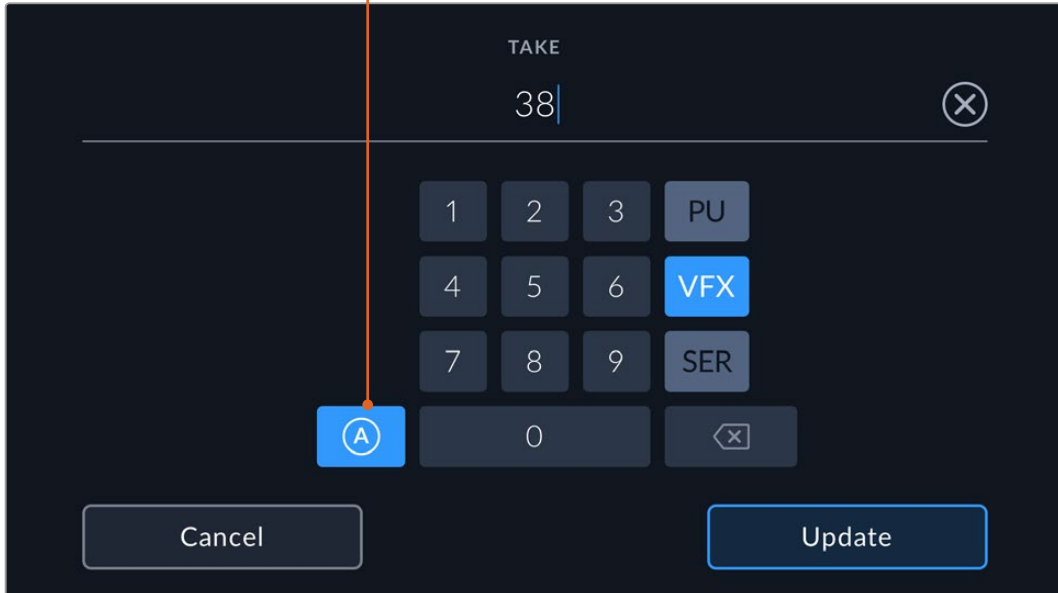 TAKE
38
1 2 3 PU
4 5 6 VFX
7 8 9 SER
A 0
Cancel Update